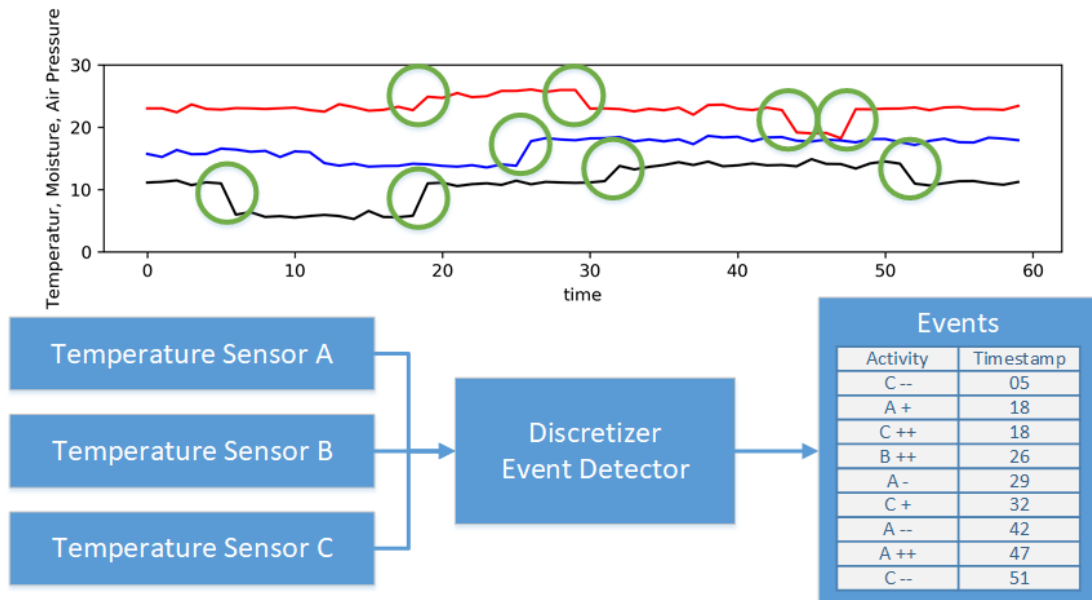 Temperatur, Moisture, Air Pressure
30
20
10
0
0 10 20 30 40 50 60
time
Temperature Sensor A
Temperature Sensor B
Temperature Sensor C
Discretizer
Event Detector
Events
Activity Timestamp
C -- 05
A + 18
C ++ 18
B ++ 26
A - 29
C + 32
A -- 42
A ++ 47
C -- 51